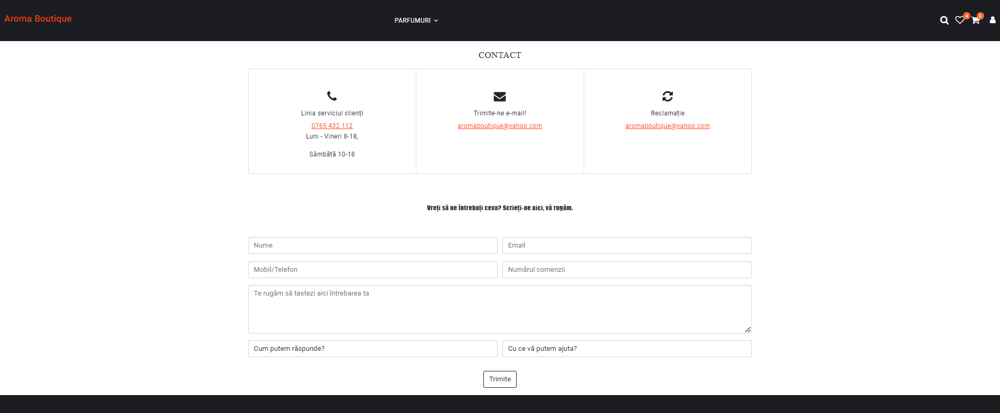 Aroma Boutique
PARFUMURI
4
2
CONTACT
Linia serviciul clienți
0765 432 112
Luni - Vineri 8-18,
Sâmbătă 10-18
Trimite-ne e-mail!
aromaboutique@yahoo.com
Reclamație
aromaboutique@yahoo.com
Vreți să ne întrebați ceva? Scrieți-ne aici, vă rugăm.
Nume
Email
Mobil/Telefon
Numărul comenzii
Te rugăm să tastezi aici întrebarea ta
Cum putem răspunde?
Cu ce vă putem ajuta?
Trimite